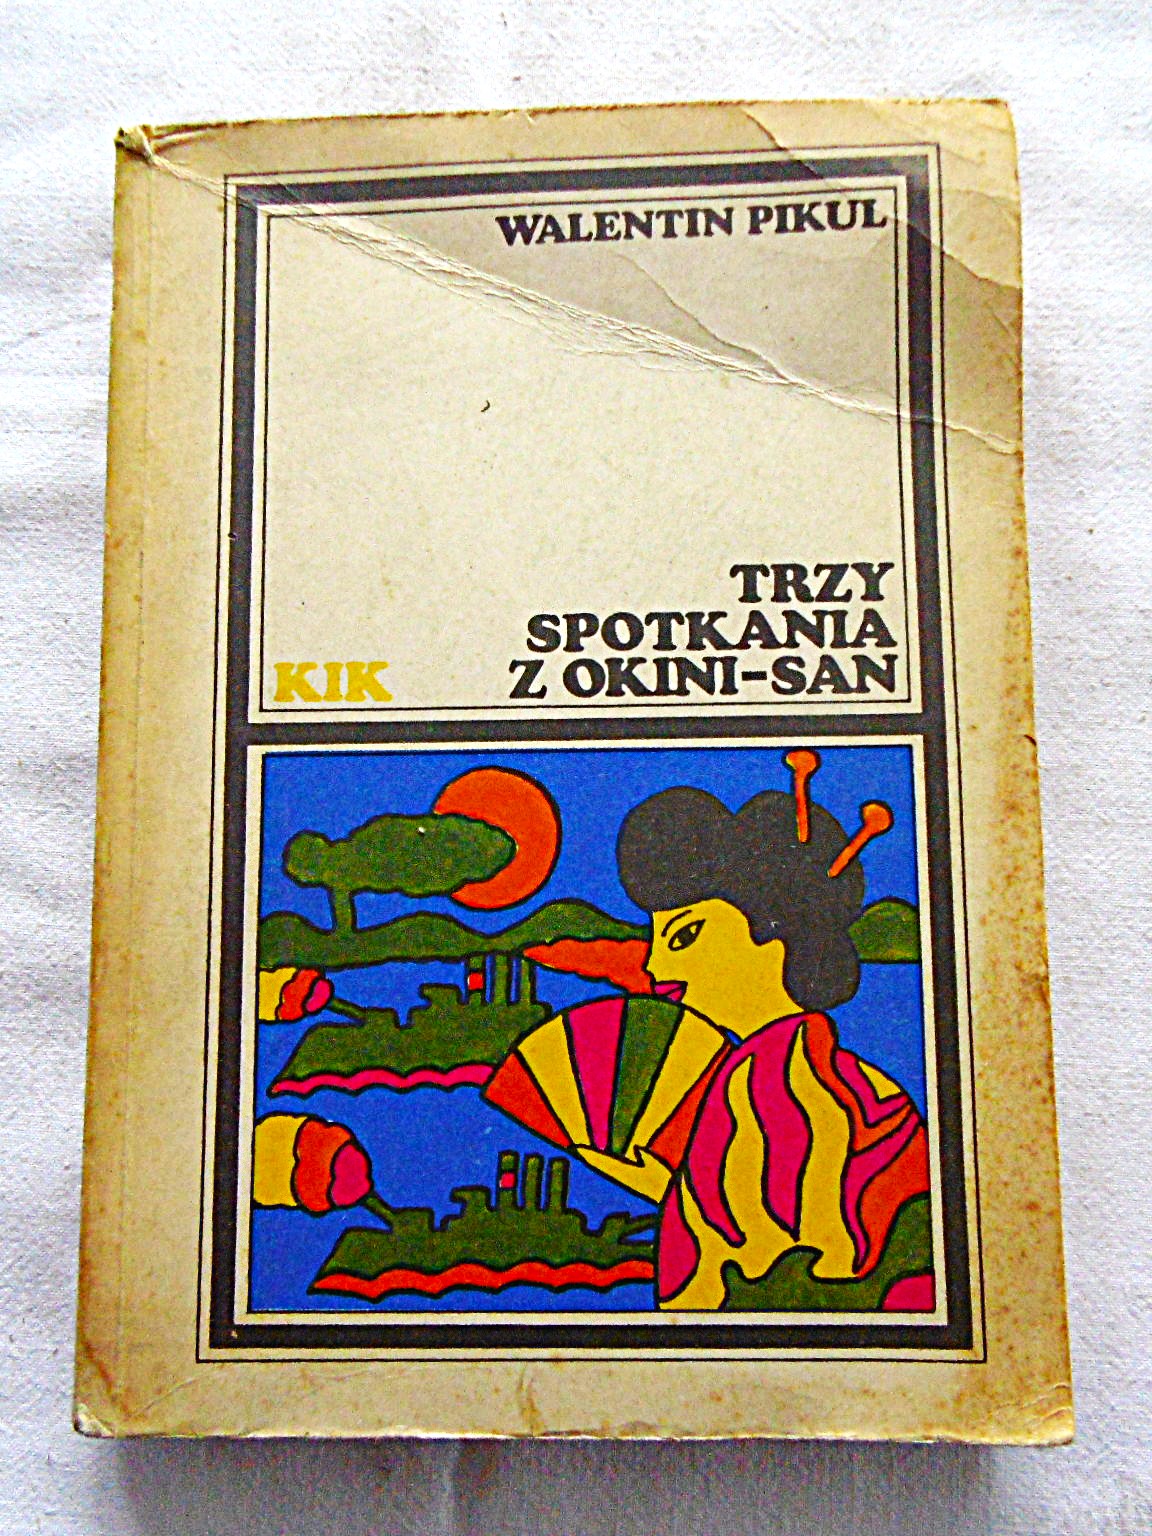 WALENTIN PIKUL
TRZY
SPOTKANIA
Z OKINI-SAN
KIK